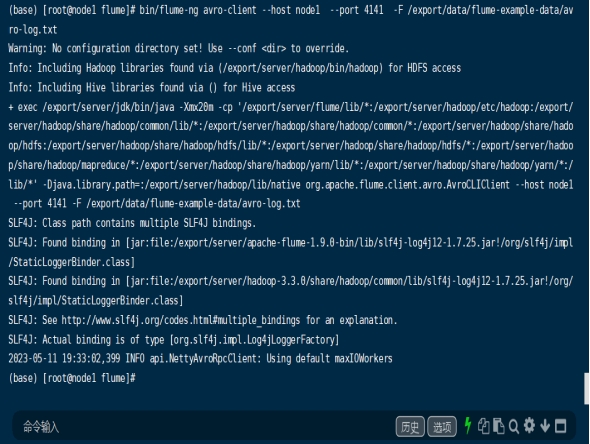 (base) [root@node1 flume]# bin/flume-ng avro-client --host node1  --port 4141  -F /export/data/flume-example-data/av
ro-log.txt
Warning: No configuration directory set! Use --conf <dir> to override.
Info: Including Hadoop libraries found via (/export/server/hadoop/bin/hadoop) for HDFS access
Info: Including Hive libraries found via () for Hive access
+ exec /export/server/jdk/bin/java -Xmx20m -cp '/export/server/flume/lib/*:/export/server/hadoop/etc/hadoop:/export/
server/hadoop/share/hadoop/common/lib/*:/export/server/hadoop/share/hadoop/common/*:/export/server/hadoop/share/hado
op/hdfs:/export/server/hadoop/share/hadoop/hdfs/lib/*:/export/server/hadoop/share/hadoop/hdfs/*:/export/server/hadoo
p/share/hadoop/mapreduce/*:/export/server/hadoop/share/hadoop/yarn/lib/*:/export/server/hadoop/share/hadoop/yarn/*:/
lib/*' -Djava.library.path=:/export/server/hadoop/lib/native org.apache.flume.client.avro.AvroCLIClient --host node1
 --port 4141 -F /export/data/flume-example-data/avro-log.txt
SLF4J: Class path contains multiple SLF4J bindings.
SLF4J: Found binding in [jar:file:/export/server/apache-flume-1.9.0-bin/lib/slf4j-log4j12-1.7.25.jar!/org/slf4j/impl
/StaticLoggerBinder.class]
SLF4J: Found binding in [jar:file:/export/server/hadoop-3.3.0/share/hadoop/common/lib/slf4j-log4j12-1.7.25.jar!/org/
slf4j/impl/StaticLoggerBinder.class]
SLF4J: See http://www.slf4j.org/codes.html#multiple_bindings for an explanation.
SLF4J: Actual binding is of type [org.slf4j.impl.Log4jLoggerFactory]
2023-05-11 19:33:02,399 INFO api.NettyAvroRpcClient: Using default maxIOWorkers
(base) [root@node1 flume]#
命令输入 历史 选项